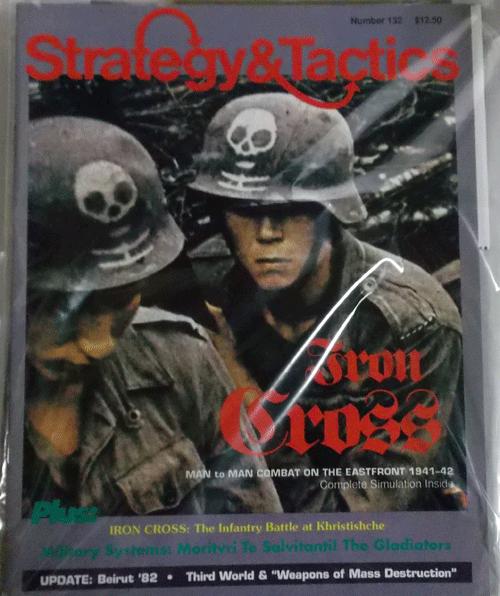 Number 132 $12.50
Strategy&Tactics
Iron
Cross
MAN to MAN COMBAT ON THE EASTFRONT 1941-42
Complete Simulation Inside
Plus:
IRON CROSS: The Infantry Battle at Khristishche
Military Systems: Moritvri Te Salvitantil The Gladiators
UPDATE: Beirut '82 • Third World & "Weapons of Mass Destruction"